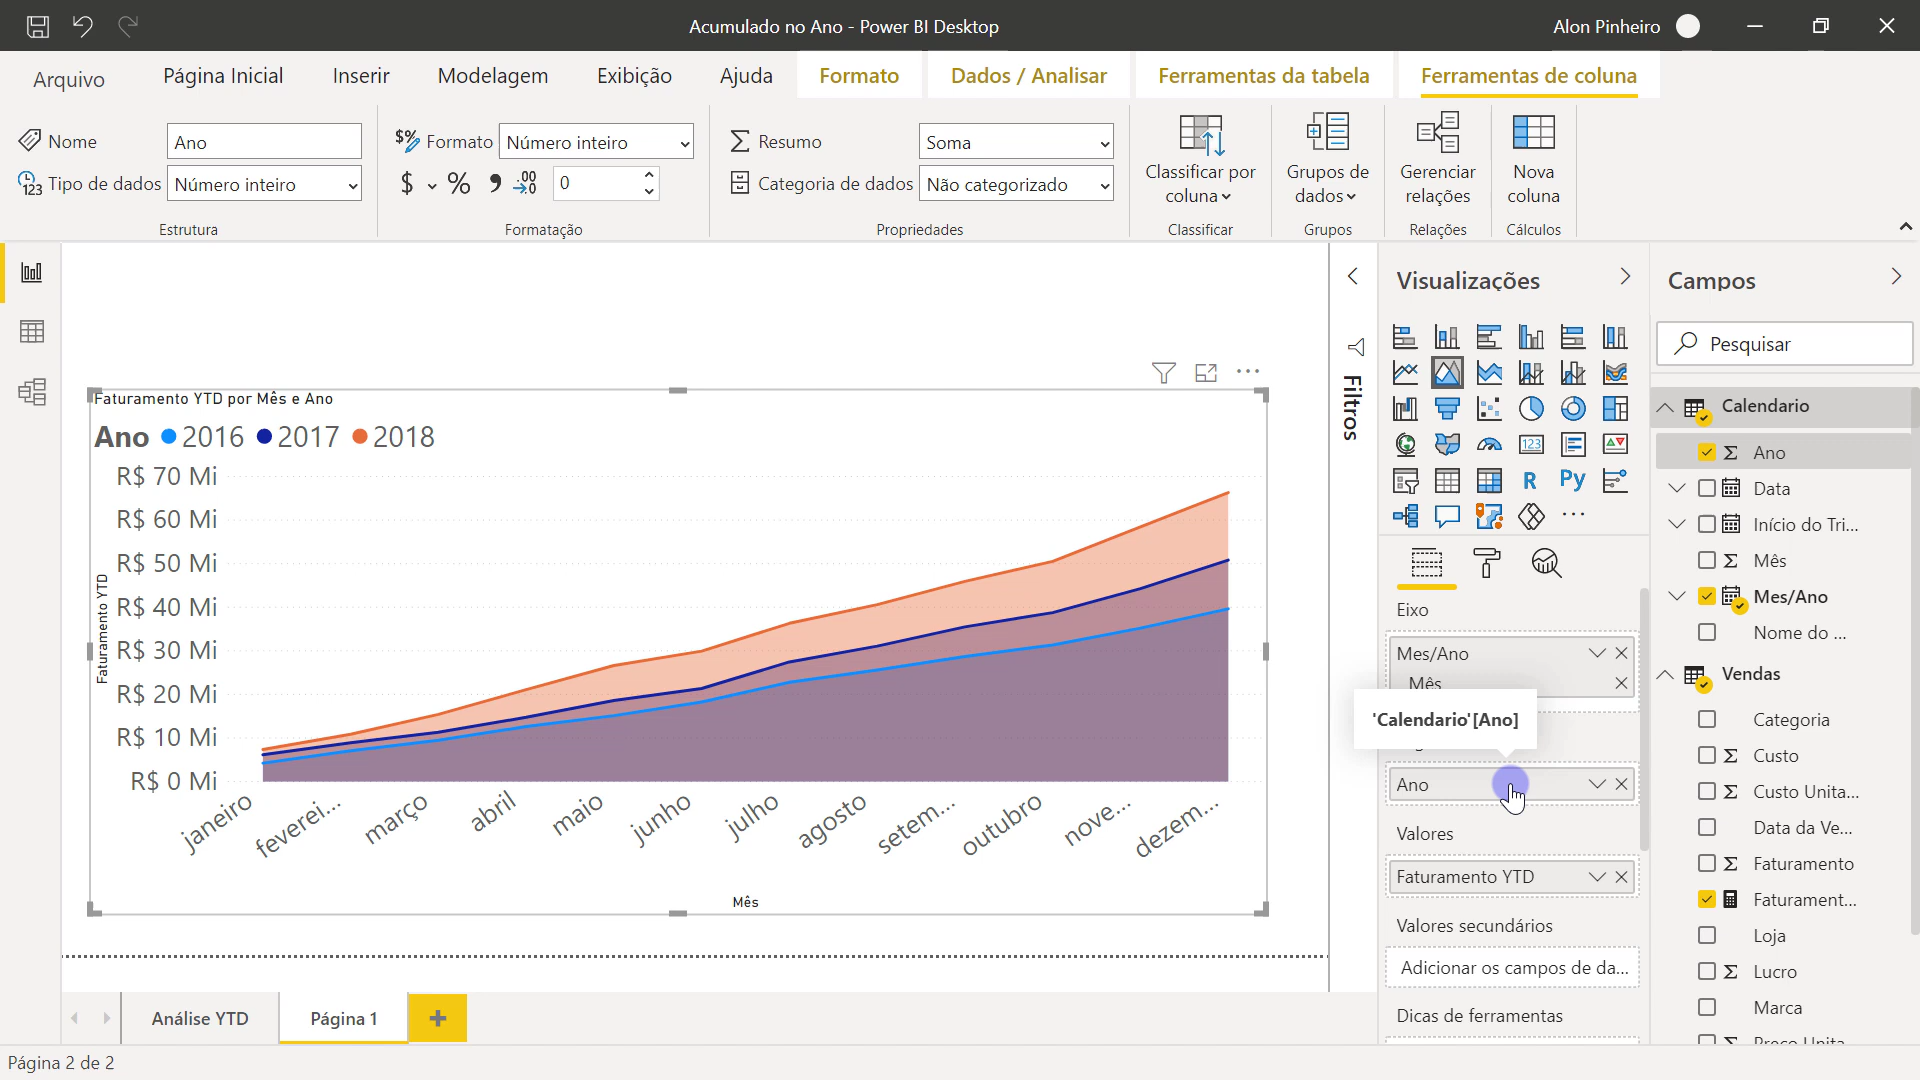 Acumulado no Ano - Power BI Desktop
Alon Pinheiro
Arquivo
Página Inicial
Inserir
Modelagem
Exibição
Ajuda
Formato
Dados / Analisar
Ferramentas da tabela
Ferramentas de coluna
Nome
Ano
Tipo de dados
Número inteiro
Estrutura
Formato
Número inteiro
$ % 0
Formatação
Resumo
Soma
Categoria de dados
Não categorizado
Propriedades
Classificar por
coluna
Classificar
Grupos de
dados
Grupos
Gerenciar
relações
Relações
Nova
coluna
Cálculos
Faturamento YTD por Mês e Ano
Ano 2016 2017 2018
R$ 70 Mi
R$ 60 Mi
R$ 50 Mi
R$ 40 Mi
R$ 30 Mi
R$ 20 Mi
R$ 10 Mi
R$ 0 Mi
Faturamento YTD
janeiro
feverei...
março
abril
maio
junho
julho
agosto
setem...
outubro
nove...
dezem...
Mês
Filtros
Visualizações
123
R
Py
Eixo
Mes/Ano
Mês
'Calendario'[Ano]
Ano
Valores
Faturamento YTD
Valores secundários
Adicionar os campos de da...
Dicas de ferramentas
Campos
Pesquisar
Calendario
Ano
Data
Início do Tri...
Mês
Mes/Ano
Nome do ...
Vendas
Categoria
Custo
Custo Unita...
Data da Ve...
Faturamento
Faturament...
Loja
Lucro
Marca
Preço Unita...
Análise YTD
Página 1
+
Página 2 de 2